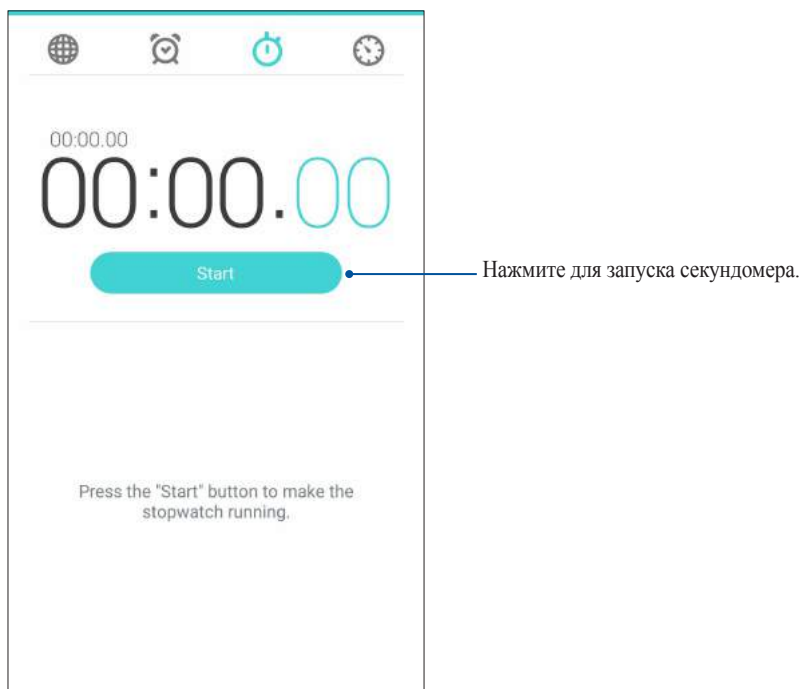 00:00.00
00:00.00
Start
Нажмите для запуска секундомера.
Press the "Start" button to make the
stopwatch running.